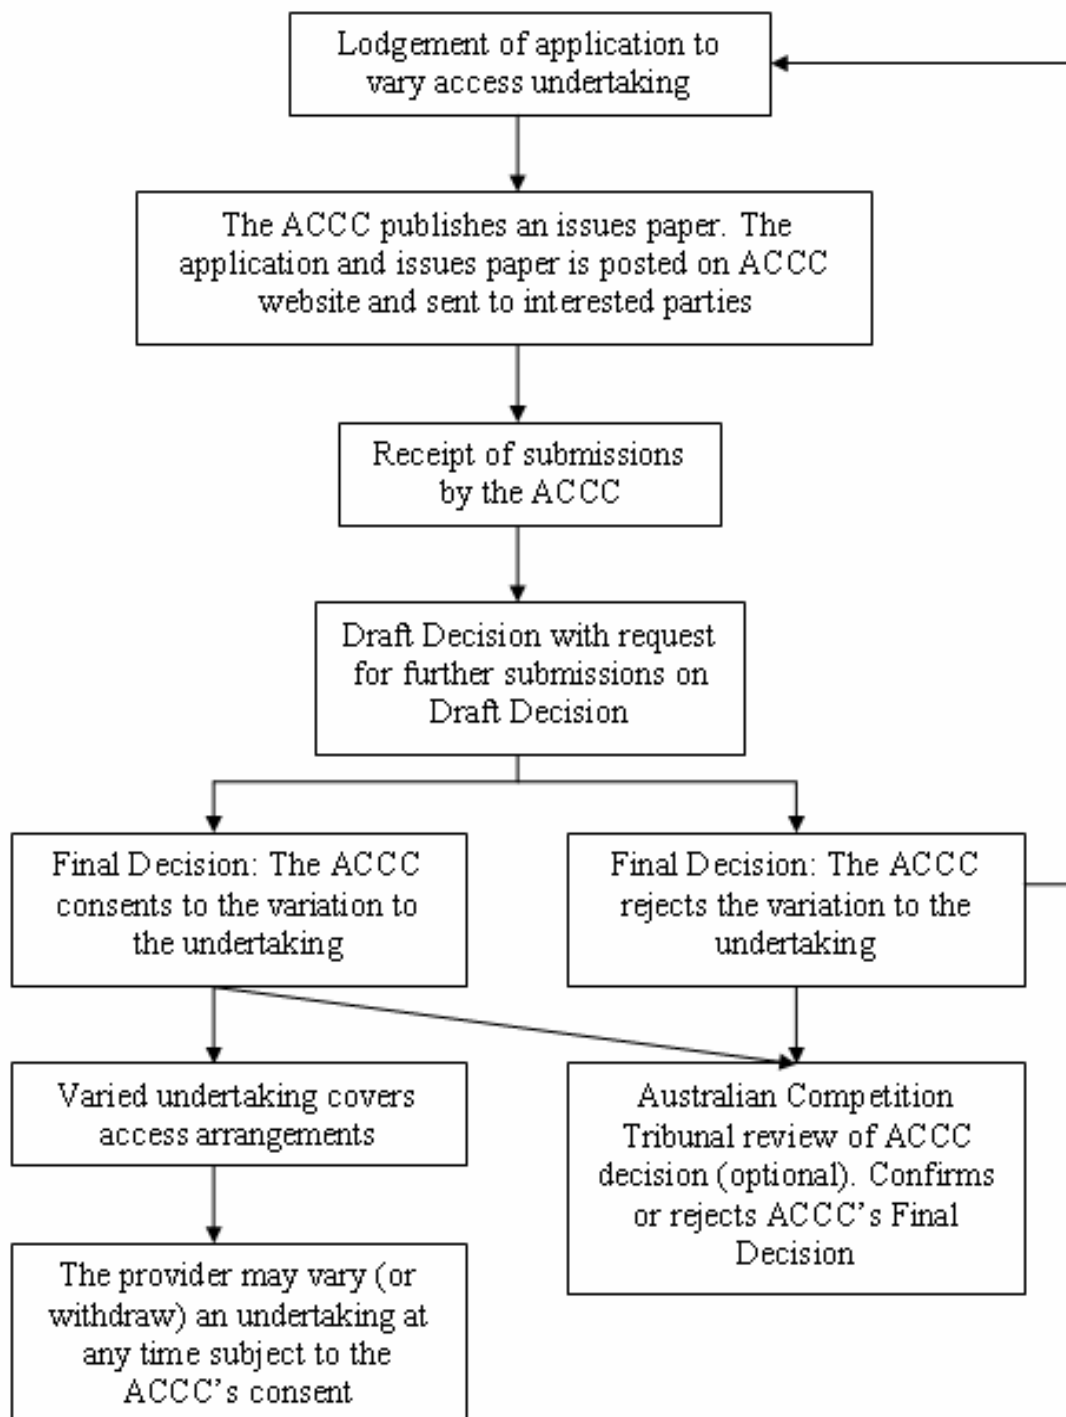 Lodgement of application to
vary access undertaking
The ACCC publishes an issues paper. The
application and issues paper is posted on ACCC
website and sent to interested parties
Receipt of submissions
by the ACCC
Draft Decision with request
for further submissions on
Draft Decision
Final Decision: The ACCC
consents to the variation to
the undertaking
Final Decision: The ACCC
rejects the variation to the
undertaking
Varied undertaking covers
access arrangements
Australian Competition
Tribunal review of ACCC
decision (optional). Confirms
or rejects ACCC’s Final
Decision
The provider may vary (or
withdraw) an undertaking at
any time subject to the
ACCC’s consent